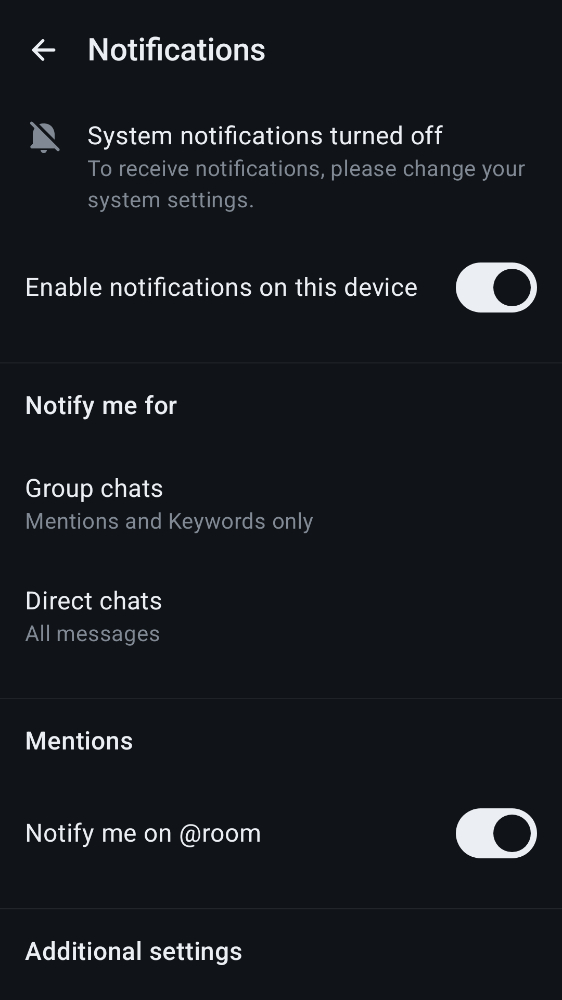 Notifications
System notifications turned off
To receive notifications, please change your
system settings.
Enable notifications on this device
Notify me for
Group chats
Mentions and Keywords only
Direct chats
All messages
Mentions
Notify me on @room
Additional settings